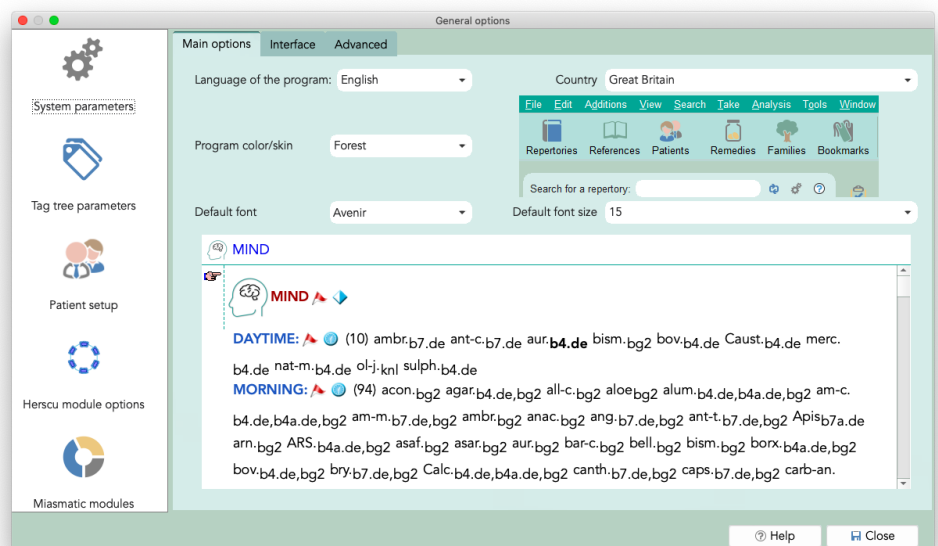 General options
System parameters
Tag tree parameters
Patient setup
Herscu module options
Miasmatic modules
Main options Interface Advanced
Language of the program: English Country Great Britain
File Edit Additions View Search Take Analysis Tools Window
Repertories References Patients Remedies Families Bookmarks
Program color/skin Forest
Search for a repertory:
Default font Avenir Default font size 15
MIND
MIND
DAYTIME: (10) ambr.b7.de ant-c.b7.de aur.b4.de bism.bg2 bov.b4.de Caust.b4.de merc.
b4.de nat-m.b4.de ol-j.knl sulph.b4.de
MORNING: (94) acon.bg2 agar.b4.de,bg2 all-c.bg2 aloebg2 alum.b4.de,b4a.de,bg2 am-c.
b4.de,b4a.de,bg2 am-m.b7.de,bg2 ambr.bg2 anac.bg2 ang.b7.de,bg2 ant-t.b7.de,bg2 Apisb7a.de
arn.bg2 ARS.b4a.de,bg2 asaf.bg2 asar.bg2 aur.bg2 bar-c.bg2 bell.bg2 bism.bg2 borx.b4a.de,bg2
bov.b4.de,bg2 bry.b7.de,bg2 Calc.b4.de,b4a.de,bg2 canth.b7.de,bg2 caps.b7.de,bg2 carb-an.
Help Close